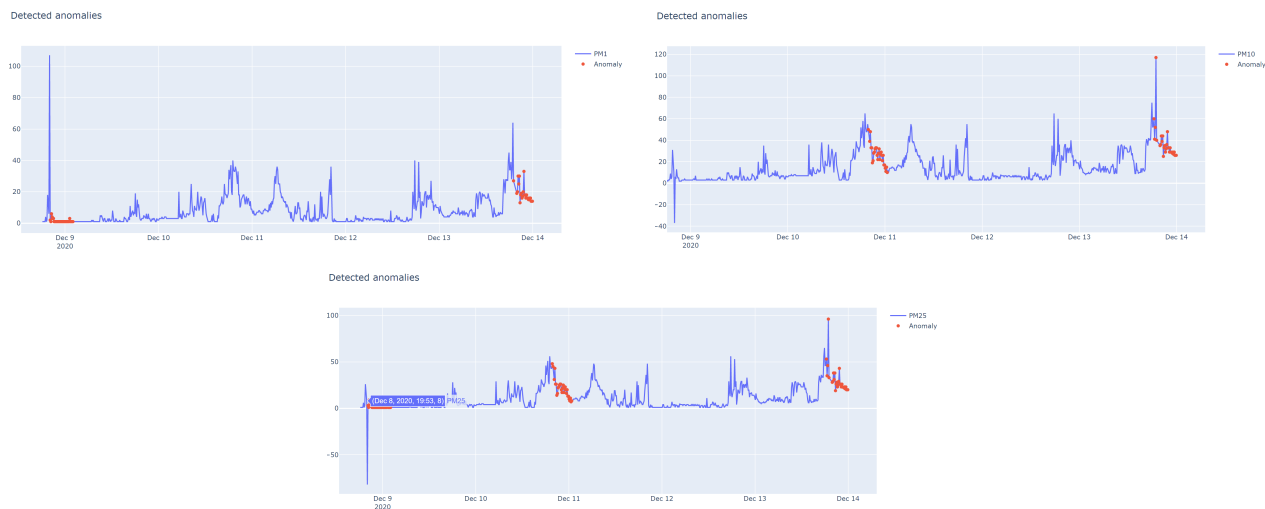 Detected anomalies
PM1
Anomaly
100
80
60
40
20
0
Dec 9
2020
Dec 10
Dec 11
Dec 12
Dec 13
Dec 14
Detected anomalies
PM10
Anomaly
120
100
80
60
40
20
0
−20
−40
Dec 9
2020
Dec 10
Dec 11
Dec 12
Dec 13
Dec 14
Detected anomalies
PM25
Anomaly
100
50
0
−50
(Dec 8, 2020, 19:53, 8) PM25
Dec 9
2020
Dec 10
Dec 11
Dec 12
Dec 13
Dec 14